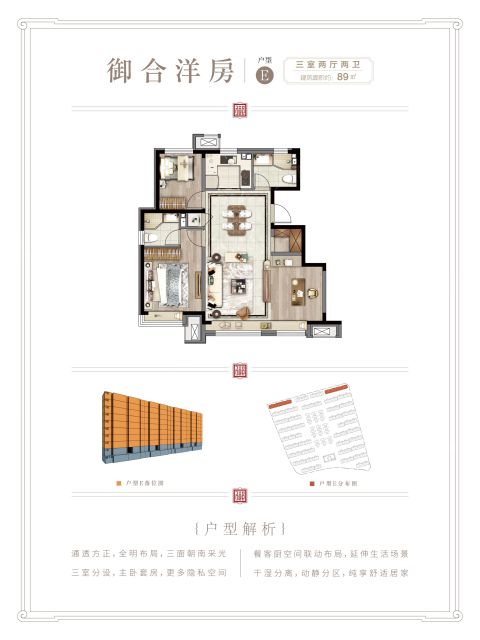 御合洋房
户型
E
三室两厅两卫
建筑面积约：89㎡
户型E落位图
户型E分布图
{户型解析}
通透方正，全明布局，三面朝南采光
三室分设，主卧套房，更多隐私空间
餐客厨空间联动布局，延伸生活场景
干湿分离，动静分区，纯享舒适居家